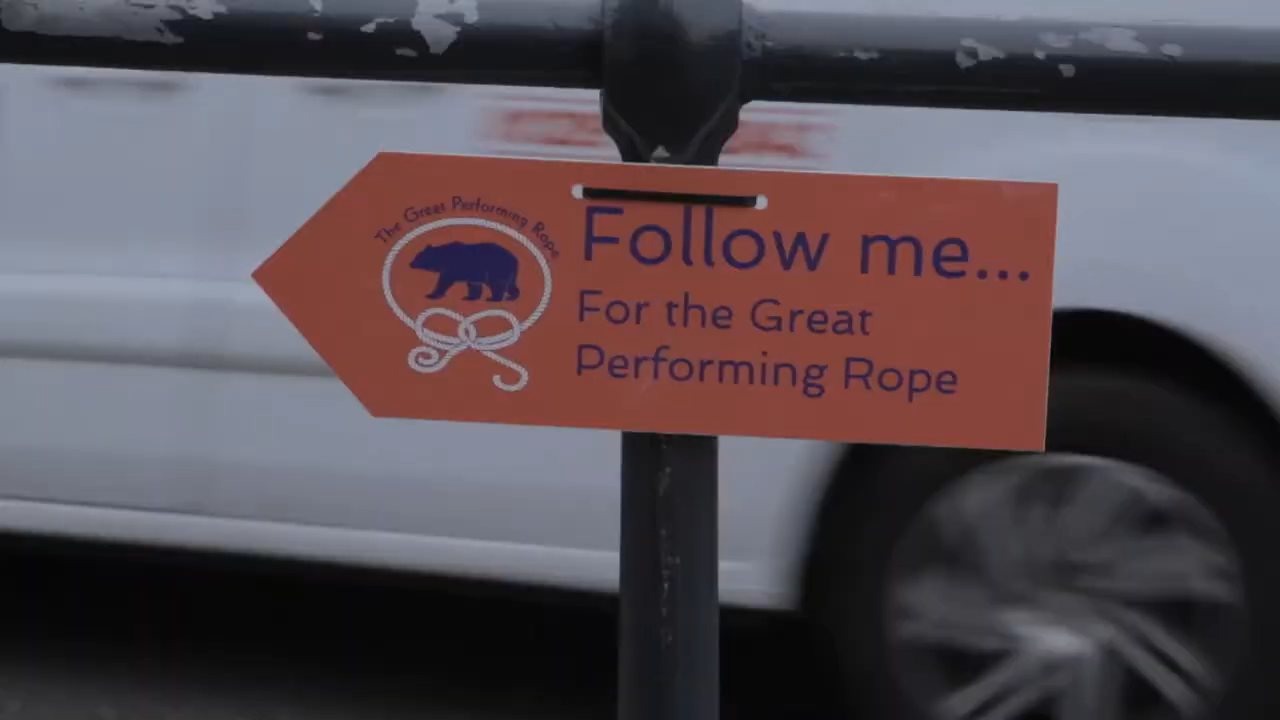 The Great Performing Rope
Follow me...
For the Great
Performing Rope